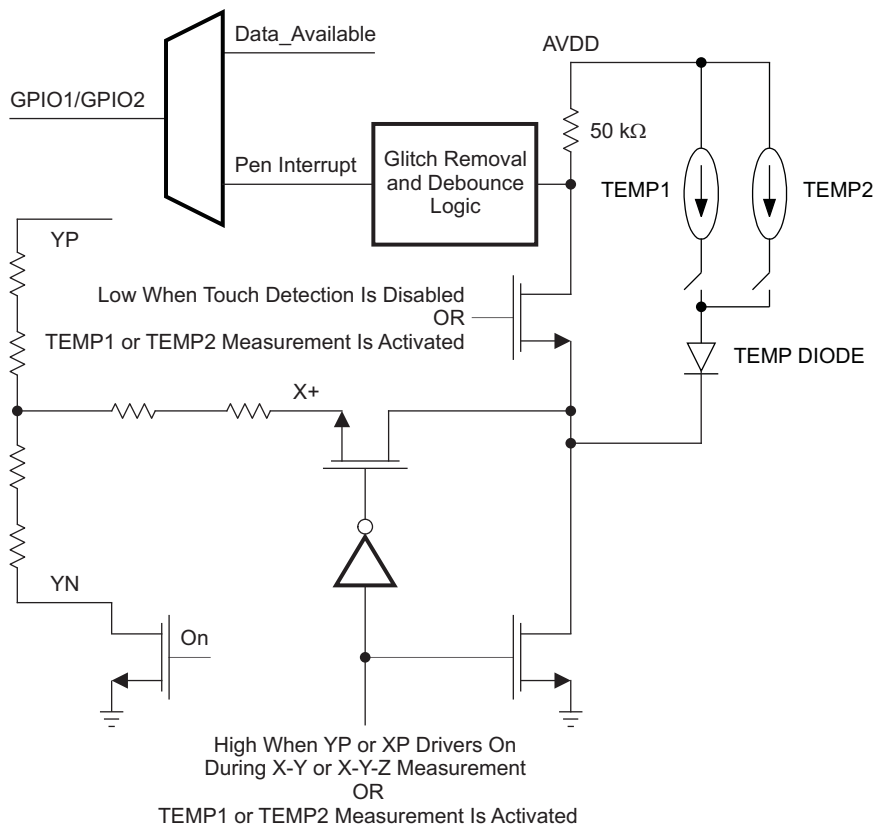 Data_Available
AVDD
GPIO1/GPIO2
50 kΩ
Pen Interrupt
Glitch Removal
and Debounce
Logic
TEMP1
TEMP2
YP
Low When Touch Detection Is Disabled
OR
TEMP1 or TEMP2 Measurement Is Activated
TEMP DIODE
X+
YN
On
High When YP or XP Drivers On
During X-Y or X-Y-Z Measurement
OR
TEMP1 or TEMP2 Measurement Is Activated